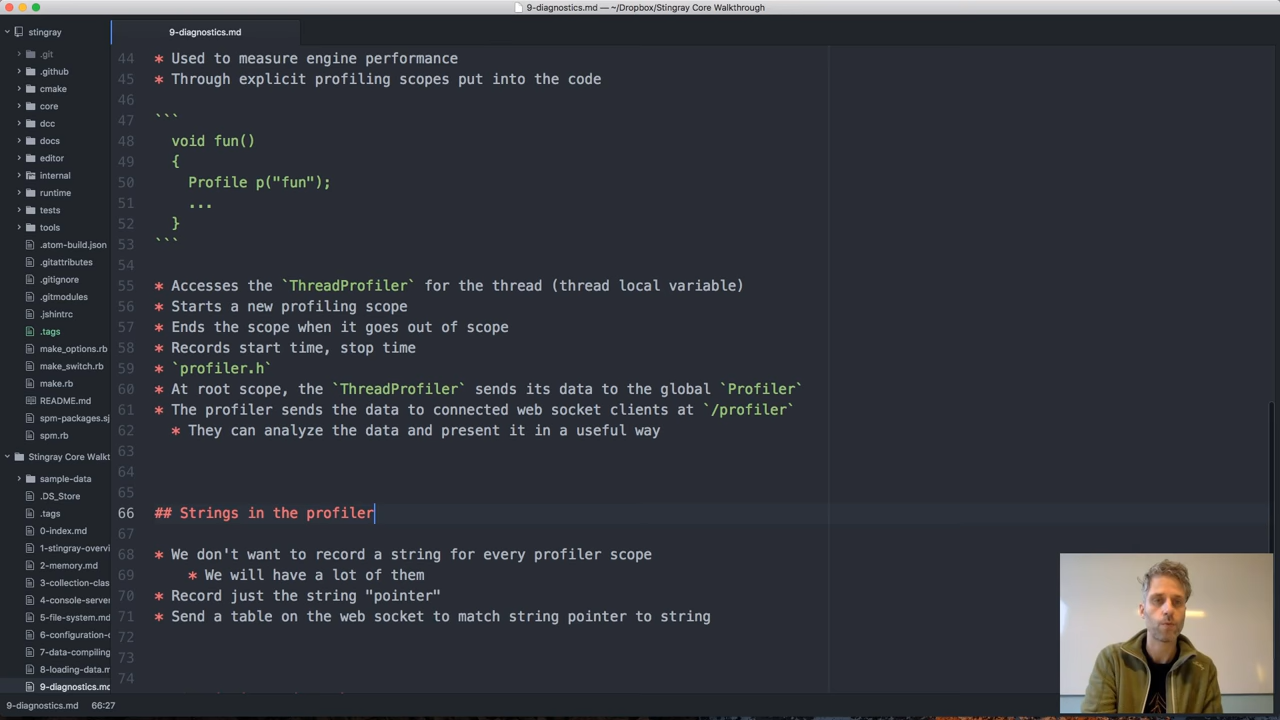 9-diagnostics.md — ~/Dropbox/Stingray Core Walkthrough
stingray
.git
.github
cmake
core
dcc
docs
editor
internal
runtime
tests
tools
.atom-build.json
.gitattributes
.gitignore
.gitmodules
.jshintrc
.tags
make_options.rb
make_switch.rb
make.rb
README.md
spm-packages.sj
spm.rb
Stingray Core Walkt
sample-data
.DS_Store
.tags
0-index.md
1-stingray-overvi
2-memory.md
3-collection-clas
4-console-server
5-file-system.md
6-configuration-
7-data-compiling
8-loading-data.m
9-diagnostics.md
9-diagnostics.md
44 * Used to measure engine performance
45 * Through explicit profiling scopes put into the code
46
47 ```
48 void fun()
49 {
50 Profile p("fun");
51 ...
52 }
53 ```
54
55 * Accesses the `ThreadProfiler` for the thread (thread local variable)
56 * Starts a new profiling scope
57 * Ends the scope when it goes out of scope
58 * Records start time, stop time
59 * `profiler.h`
60 * At root scope, the `ThreadProfiler` sends its data to the global `Profiler`
61 * The profiler sends the data to connected web socket clients at `/profiler`
62 * They can analyze the data and present it in a useful way
63
64
65
66 ## Strings in the profiler
67
68 * We don't want to record a string for every profiler scope
69 * We will have a lot of them
70 * Record just the string "pointer"
71 * Send a table on the web socket to match string pointer to string
72
73
74
9-diagnostics.md 66:27